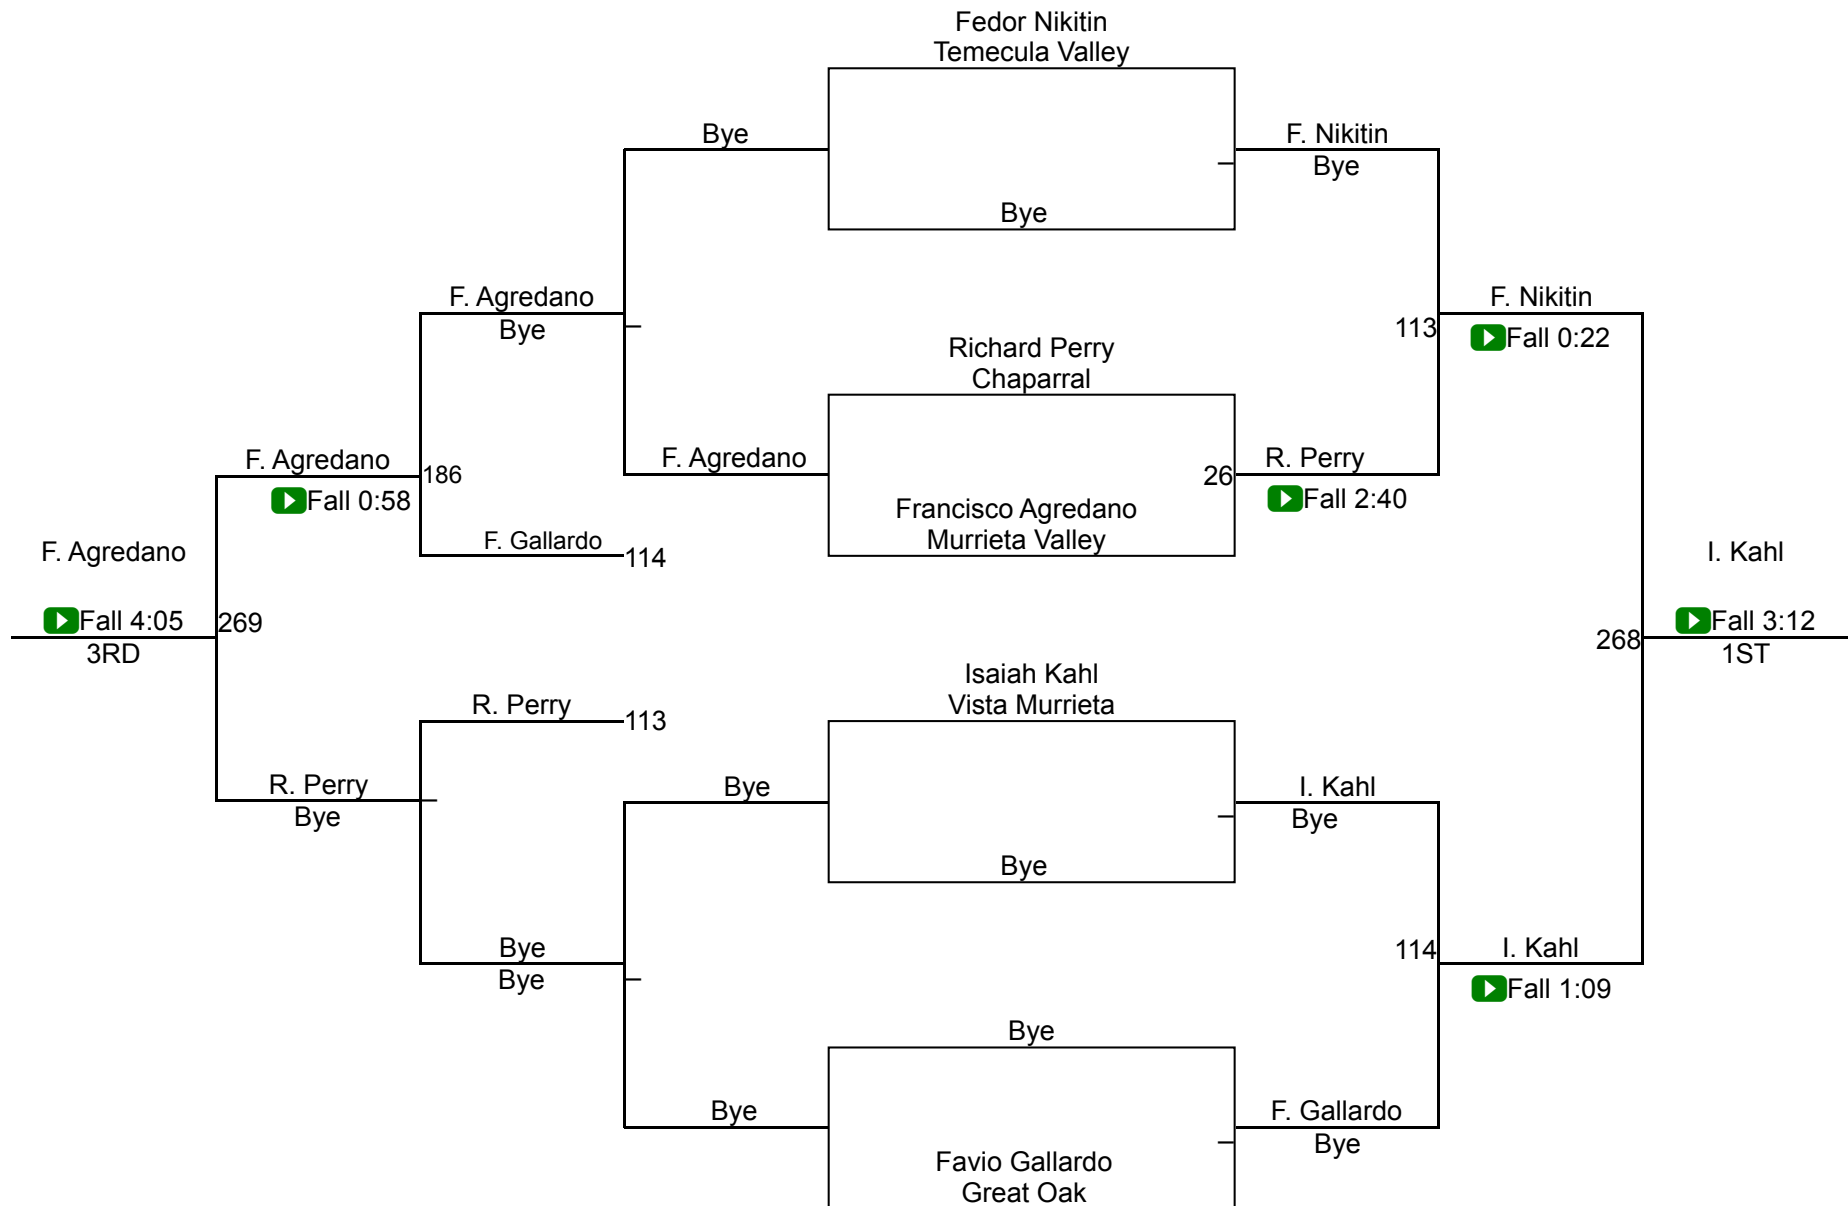 Fedor Nikitin
Temecula Valley
Bye
F. Nikitin
Bye
Bye
F. Agredano
Bye
F. Nikitin
113
Fall 0:22
Richard Perry
Chaparral
F. Agredano
F. Agredano
R. Perry
186
26
Fall 0:58
Fall 2:40
Francisco Agredano
Murrieta Valley
F. Gallardo
114
F. Agredano
I. Kahl
Fall 4:05
269
3RD
268
Fall 3:12
1ST
Isaiah Kahl
Vista Murrieta
R. Perry
113
R. Perry
Bye
Bye
I. Kahl
Bye
Bye
Bye
Bye
114
I. Kahl
Fall 1:09
Bye
Bye
F. Gallardo
Bye
Favio Gallardo
Great Oak